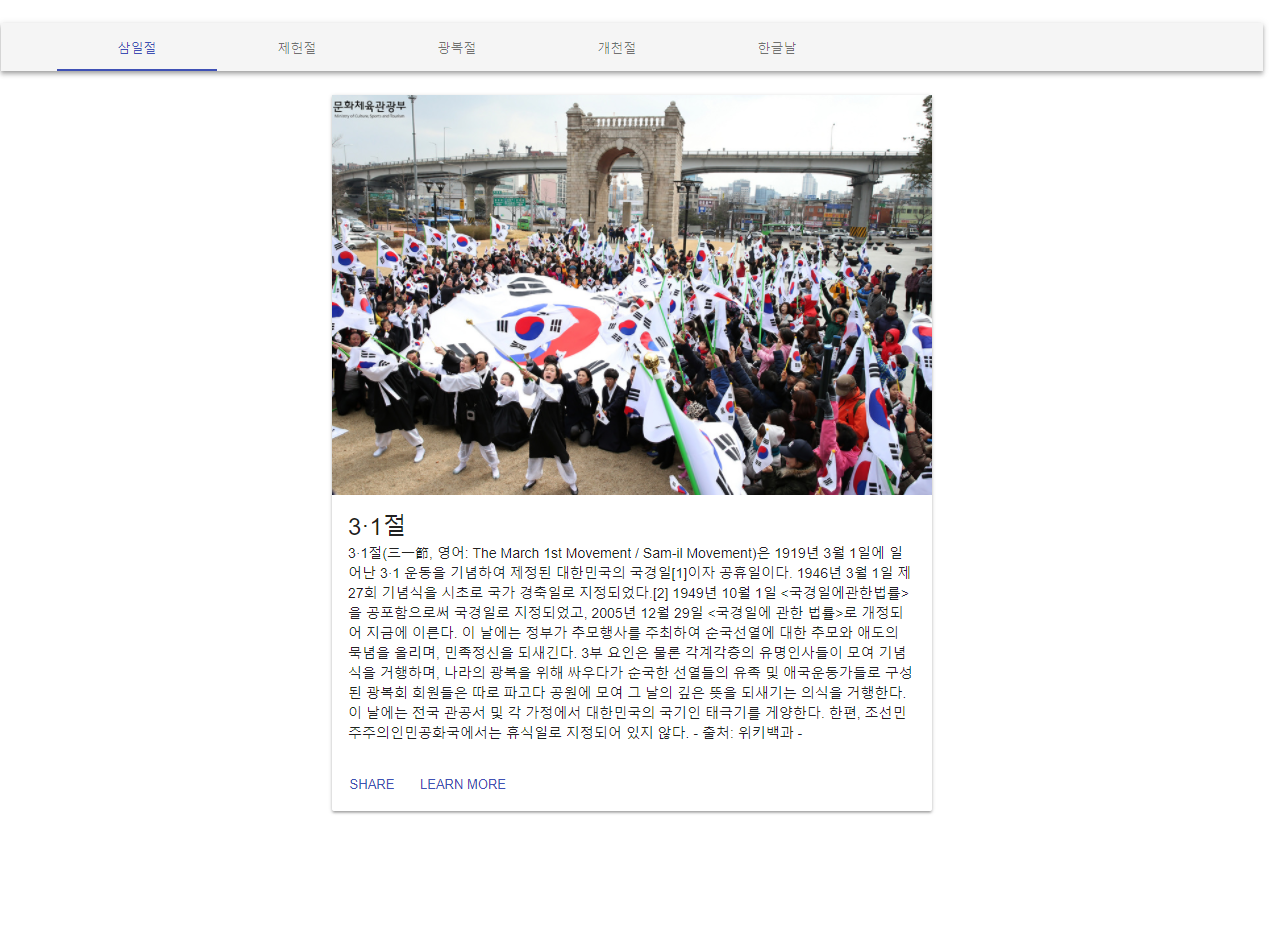 삼일절
제헌절
광복절
개천절
한글날
문화체육관광부
Ministry of Culture, Sports and Tourism
3·1절
3·1절(三一節, 영어: The March 1st Movement / Sam-il Movement)은 1919년 3월 1일에 일
어난 3·1 운동을 기념하여 제정된 대한민국의 국경일[1]이자 공휴일이다. 1946년 3월 1일 제
27회 기념식을 시초로 국가 경축일로 지정되었다.[2] 1949년 10월 1일 <국경일에관한법률>
을 공포함으로써 국경일로 지정되었고, 2005년 12월 29일 <국경일에 관한 법률>로 개정되
어 지금에 이른다. 이 날에는 정부가 추모행사를 주최하여 순국선열에 대한 추모와 애도의
묵념을 올리며, 민족정신을 되새긴다. 3부 요인은 물론 각계각층의 유명인사들이 모여 기념
식을 거행하며, 나라의 광복을 위해 싸우다가 순국한 선열들의 유족 및 애국운동가들로 구성
된 광복회 회원들은 따로 파고다 공원에 모여 그 날의 깊은 뜻을 되새기는 의식을 거행한다.
이 날에는 전국 관공서 및 각 가정에서 대한민국의 국기인 태극기를 게양한다. 한편, 조선민
주주의인민공화국에서는 휴식일로 지정되어 있지 않다. - 출처: 위키백과 -
SHARE
LEARN MORE